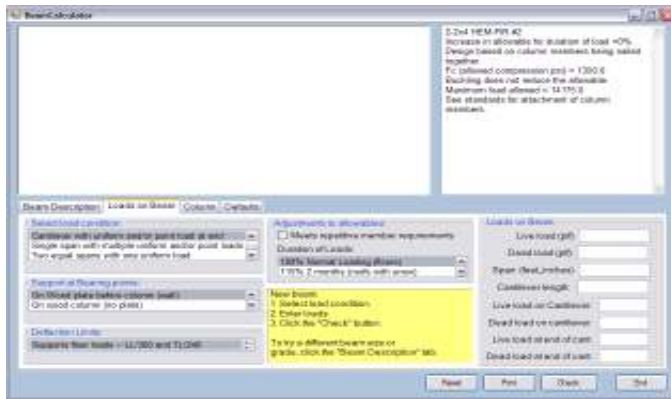 BeamCalculator
2-2x4 HEM-FIR #2
Increase in allowable for duration of load =0%
Design based on column members being nailed
together
Fc (allowed compression psi) = 1300.0
Buckling does not reduce the allowable
Maximum load allowed =
See standards for attachment of column
members.
Beam Description
Loads on Beam
Column
Defaults
Select load condition:
Cantilever with uniform and/or point load at end
Single span with multiple uniform and/or point loads
Two equal spans with any uniform load
Support at Bearing points:
On Wood plate before column (wall)
On wood column (no plate)
Deflection Limits:
Supports floor loads = LL/360 and TL/240
Adjustments to allowables:
Meets repetitive member requirements
Duration of Loads:
100% Normal Loading (floors)
115% 2 months (roofs with snow)
New beam:
1. Select load condition
2. Enter loads
3. Click the "Check" button.
To try a different beam size or
grade, click the "Beam Description" tab.
Loads on Beam
Live load (plf):
Dead load (plf):
Span (feet,inches):
Cantilever length:
Live load on Cantilever:
Dead load on cantilever:
Live load at end of cant:
Dead load at end of cant:
Reset
Print
Check
End